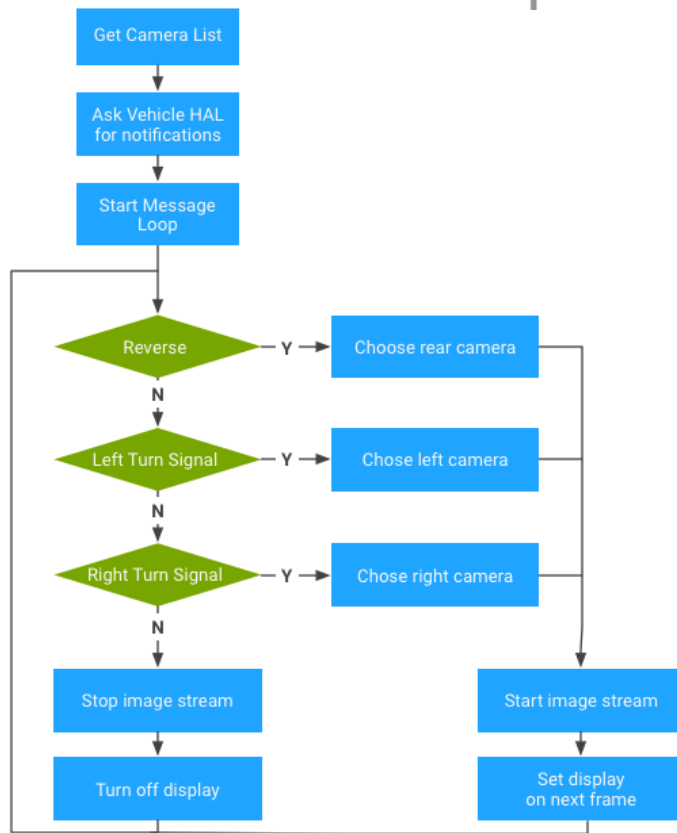 Get Camera List
Ask Vehicle HAL
for notifications
Start Message
Loop
Reverse
Y
Choose rear camera
N
Left Turn Signal
Y
Chose left camera
N
Right Turn Signal
Y
Chose right camera
N
Stop image stream
Start image stream
Turn off display
Set display
on next frame